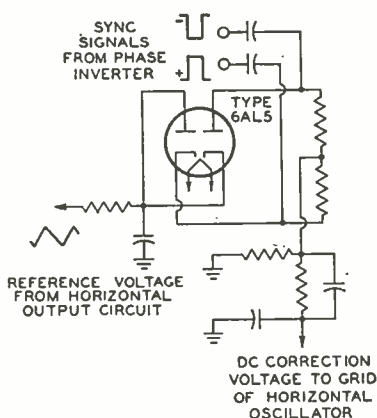 SYNC
SIGNALS
FROM PHASE
INVERTER
−
+
TYPE
6AL5
REFERENCE VOLTAGE
FROM HORIZONTAL
OUTPUT CIRCUIT
DC CORRECTION
VOLTAGE TO GRID
OF HORIZONTAL
OSCILLATOR